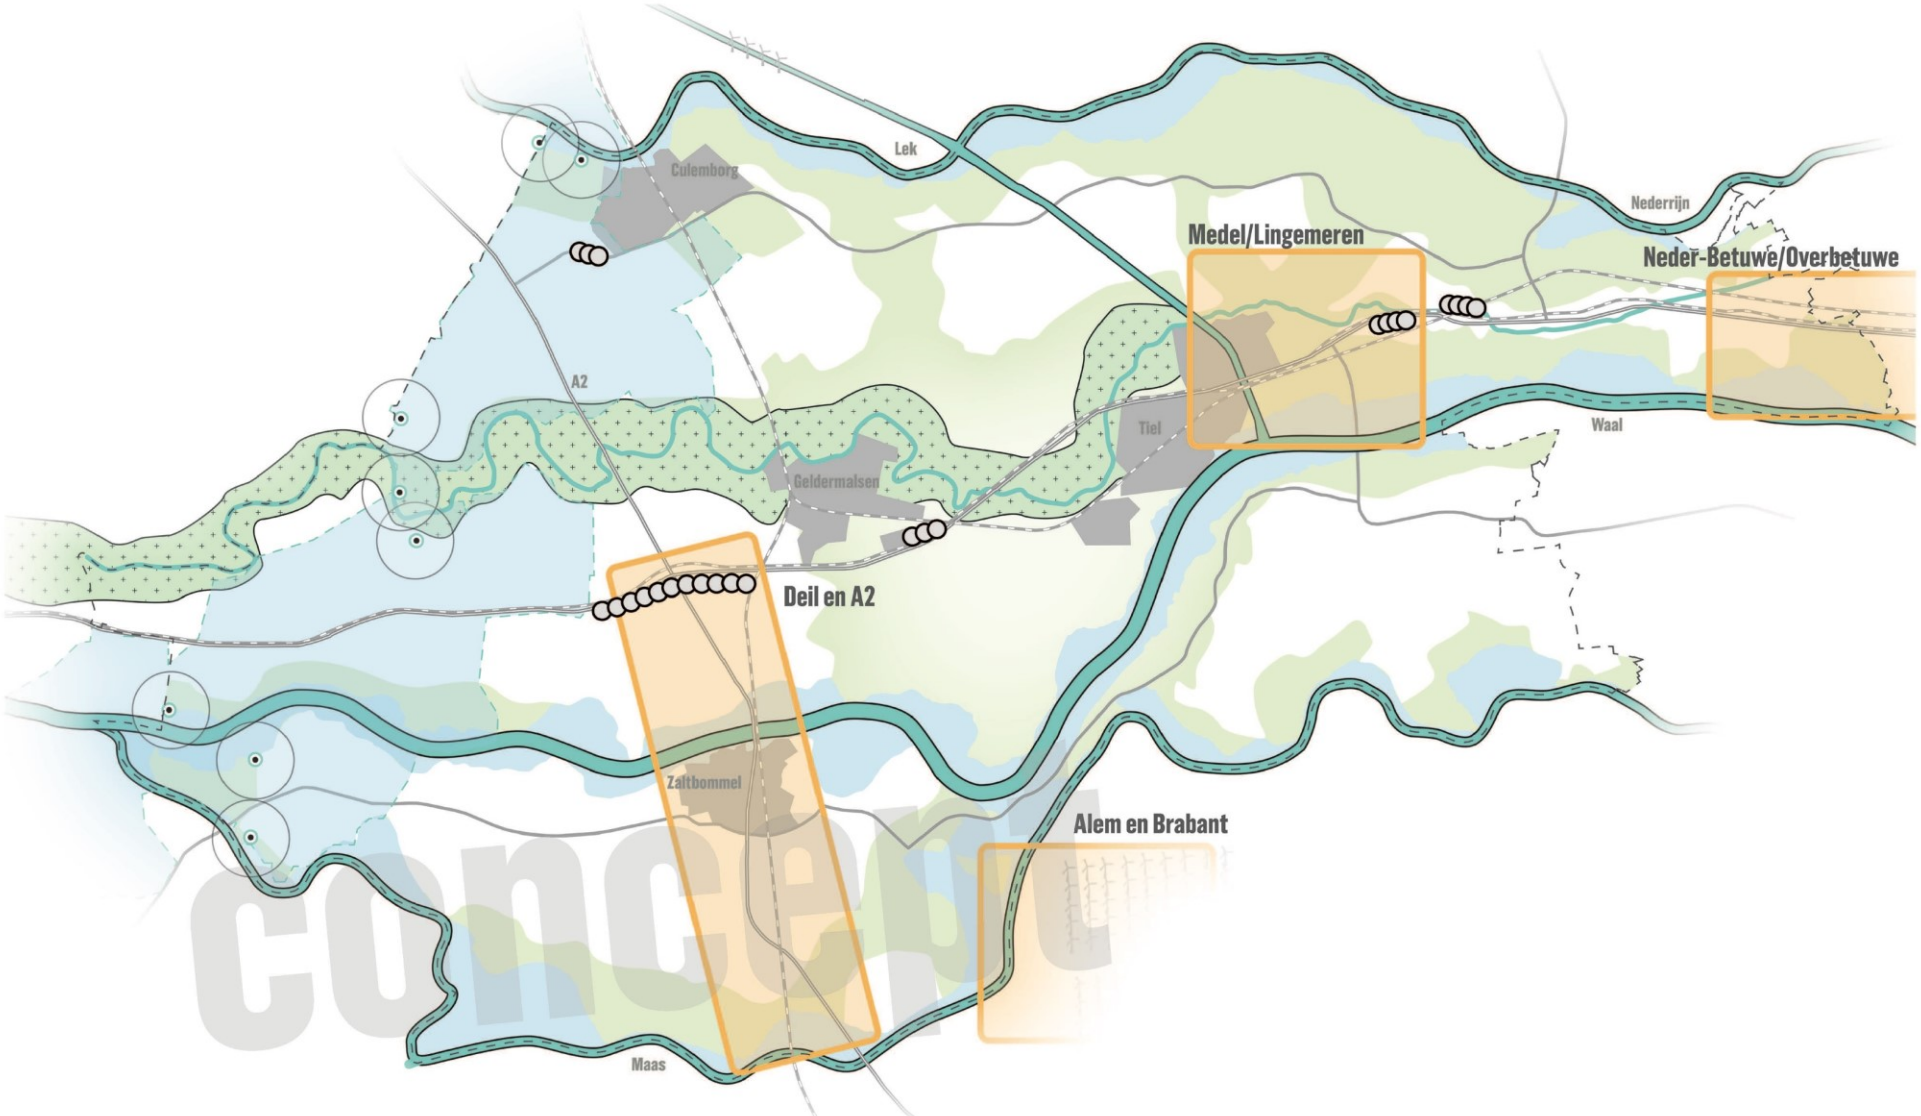 Lek
Culemborg
Nederrijn
Medel/Lingemeren
Neder-Betuwe/Overbetuwe
A2
Tiel
Waal
Geldermalsen
Deil en A2
Zaltbommel
Alem en Brabant
concept
Maas